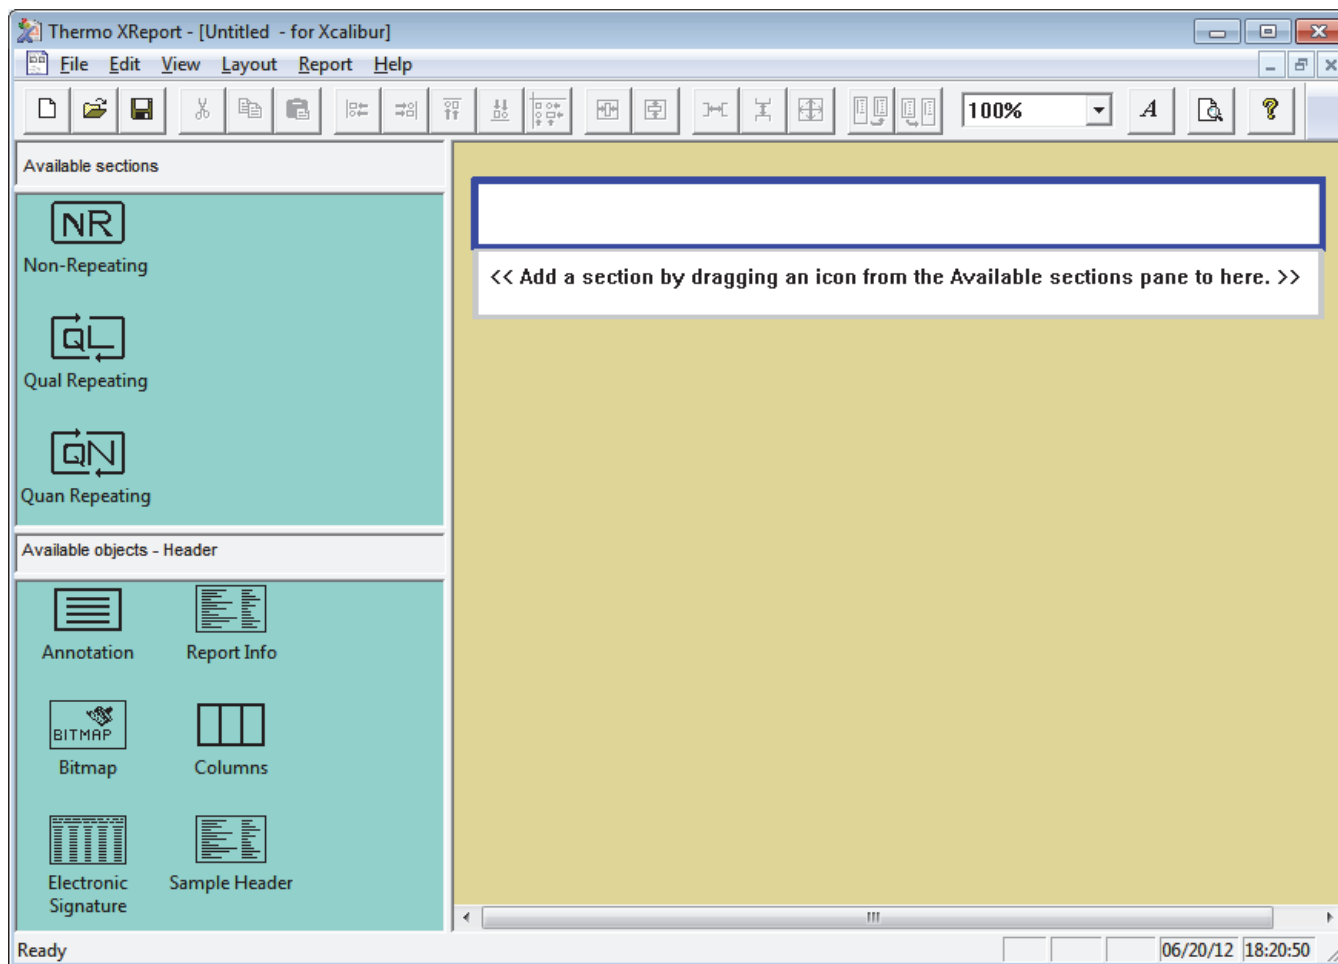 Thermo XReport - [Untitled - for Xcalibur]
File Edit View Layout Report Help
100% A ?
Available sections
NR
Non-Repeating
QL
Qual Repeating
QN
Quan Repeating
<< Add a section by dragging an icon from the Available sections pane to here. >>
Available objects - Header
Annotation Report Info
BITMAP
Bitmap Columns
Electronic Signature Sample Header
Ready 06/20/12 18:20:50